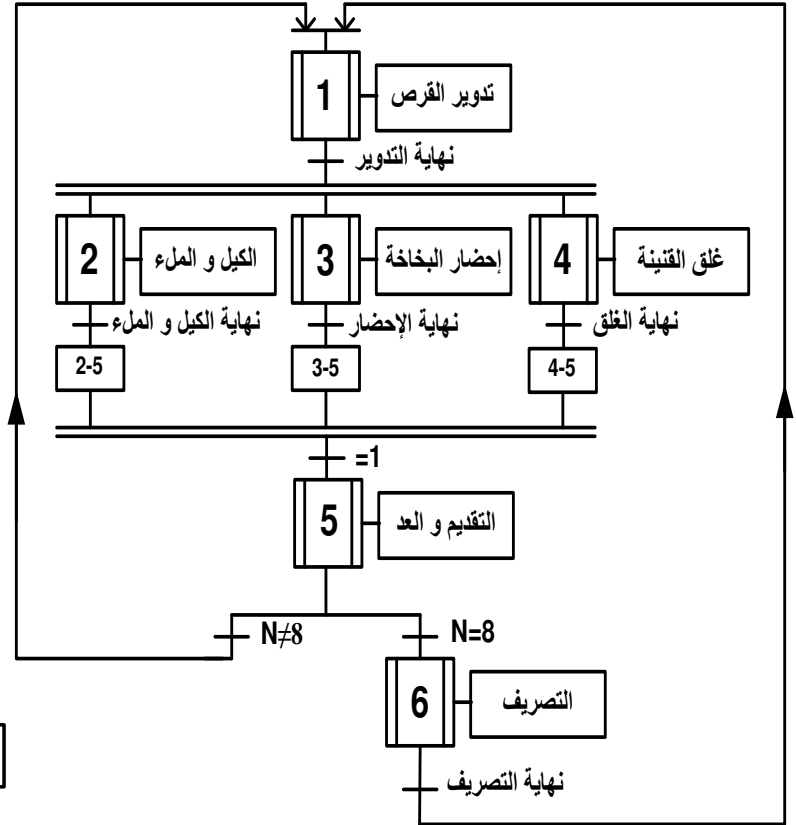 1
تدوير القرص
نهاية التدوير
2
الكيل و الملء
3
إحضار البخاخة
4
غلق القنينة
نهاية الكيل و الملء
نهاية الإحضار
نهاية الغلق
2-5
3-5
4-5
=1
5
التقديم و العد
N≠8
N=8
6
التصريف
نهاية التصريف